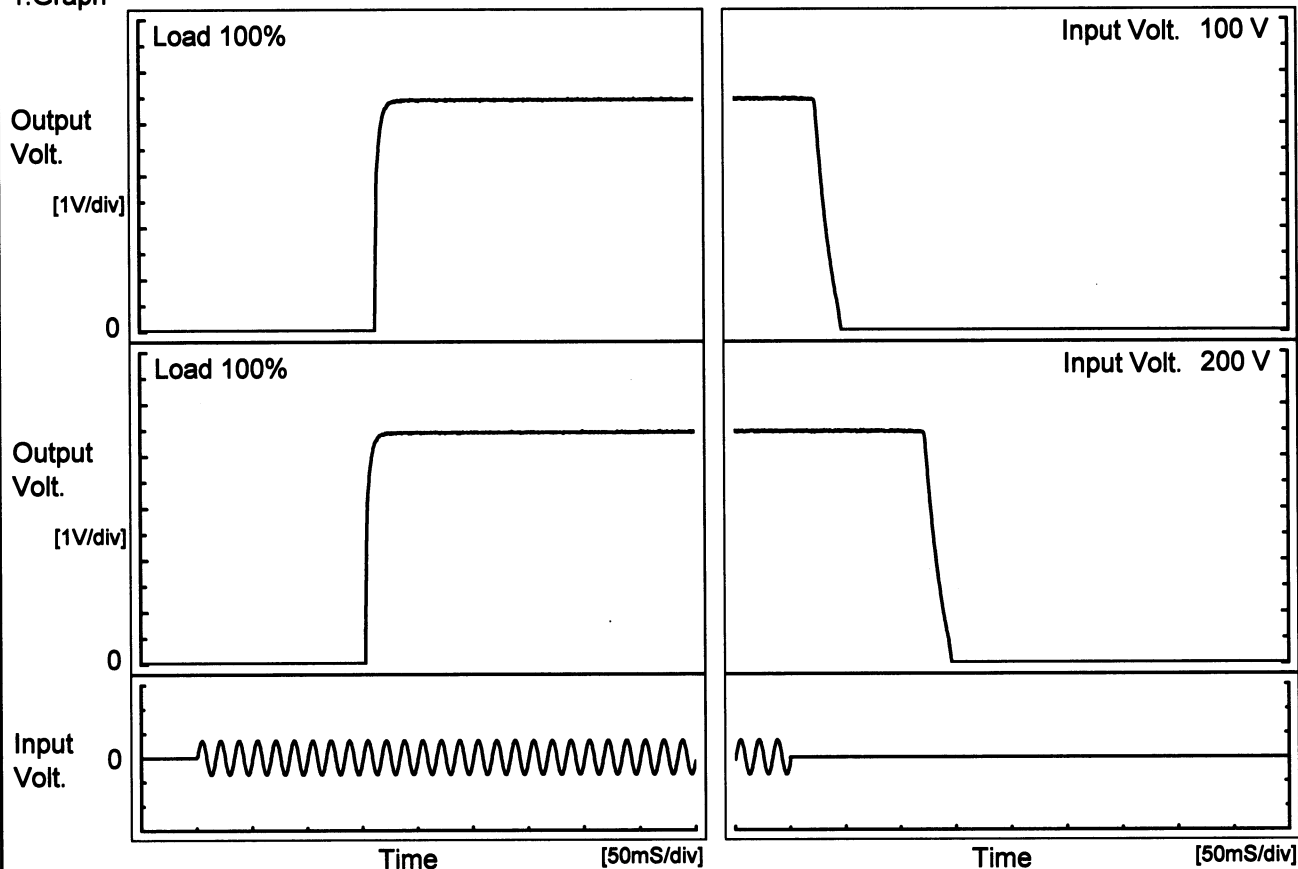 1.Graph
Load 100%
Input Volt. 100 V
Output
Volt.
[1V/div]
0
Load 100%
Input Volt. 200 V
Output
Volt.
[1V/div]
0
Input
Volt.
0
Time
[50mS/div]
Time
[50mS/div]